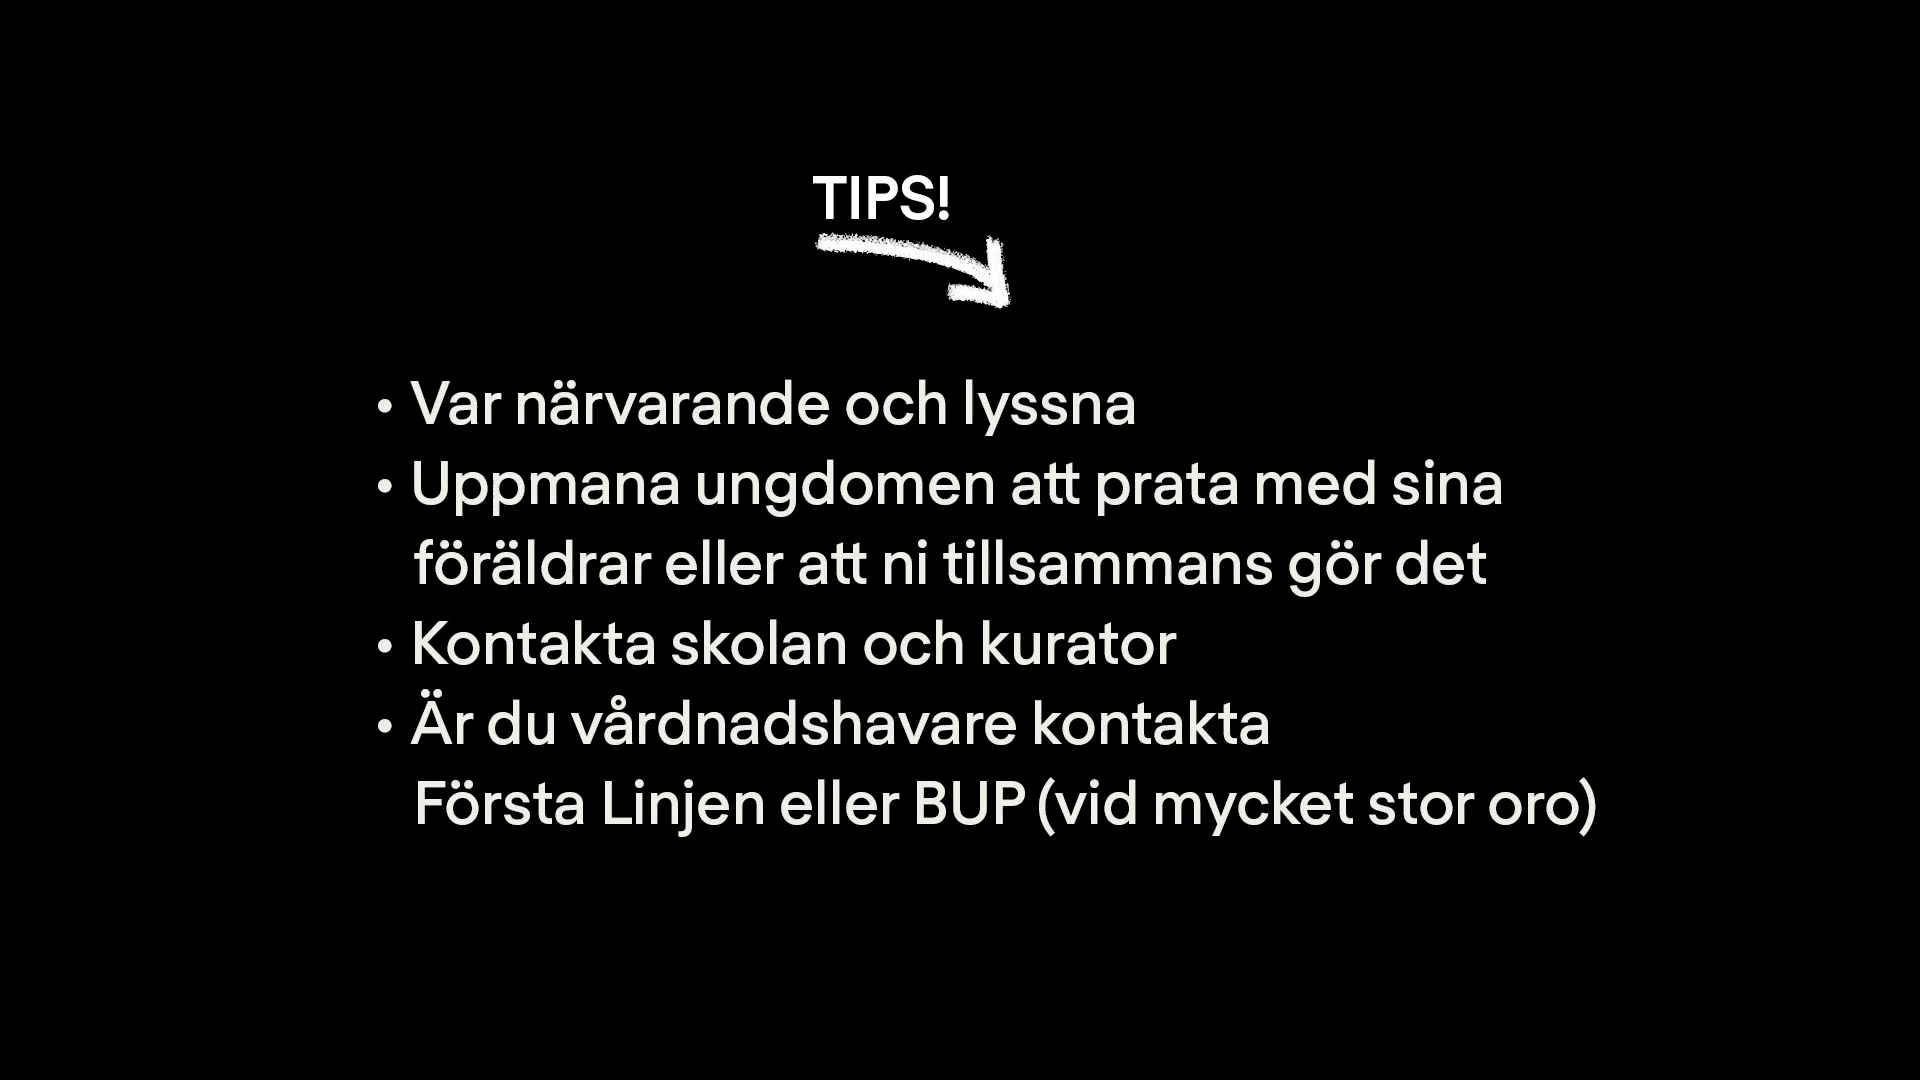 TIPS!
• Var närvarande och lyssna
• Uppmana ungdomen att prata med sina
föräldrar eller att ni tillsammans gör det
• Kontakta skolan och kurator
• Är du vårdnadshavare kontakta
Första Linjen eller BUP (vid mycket stor oro)